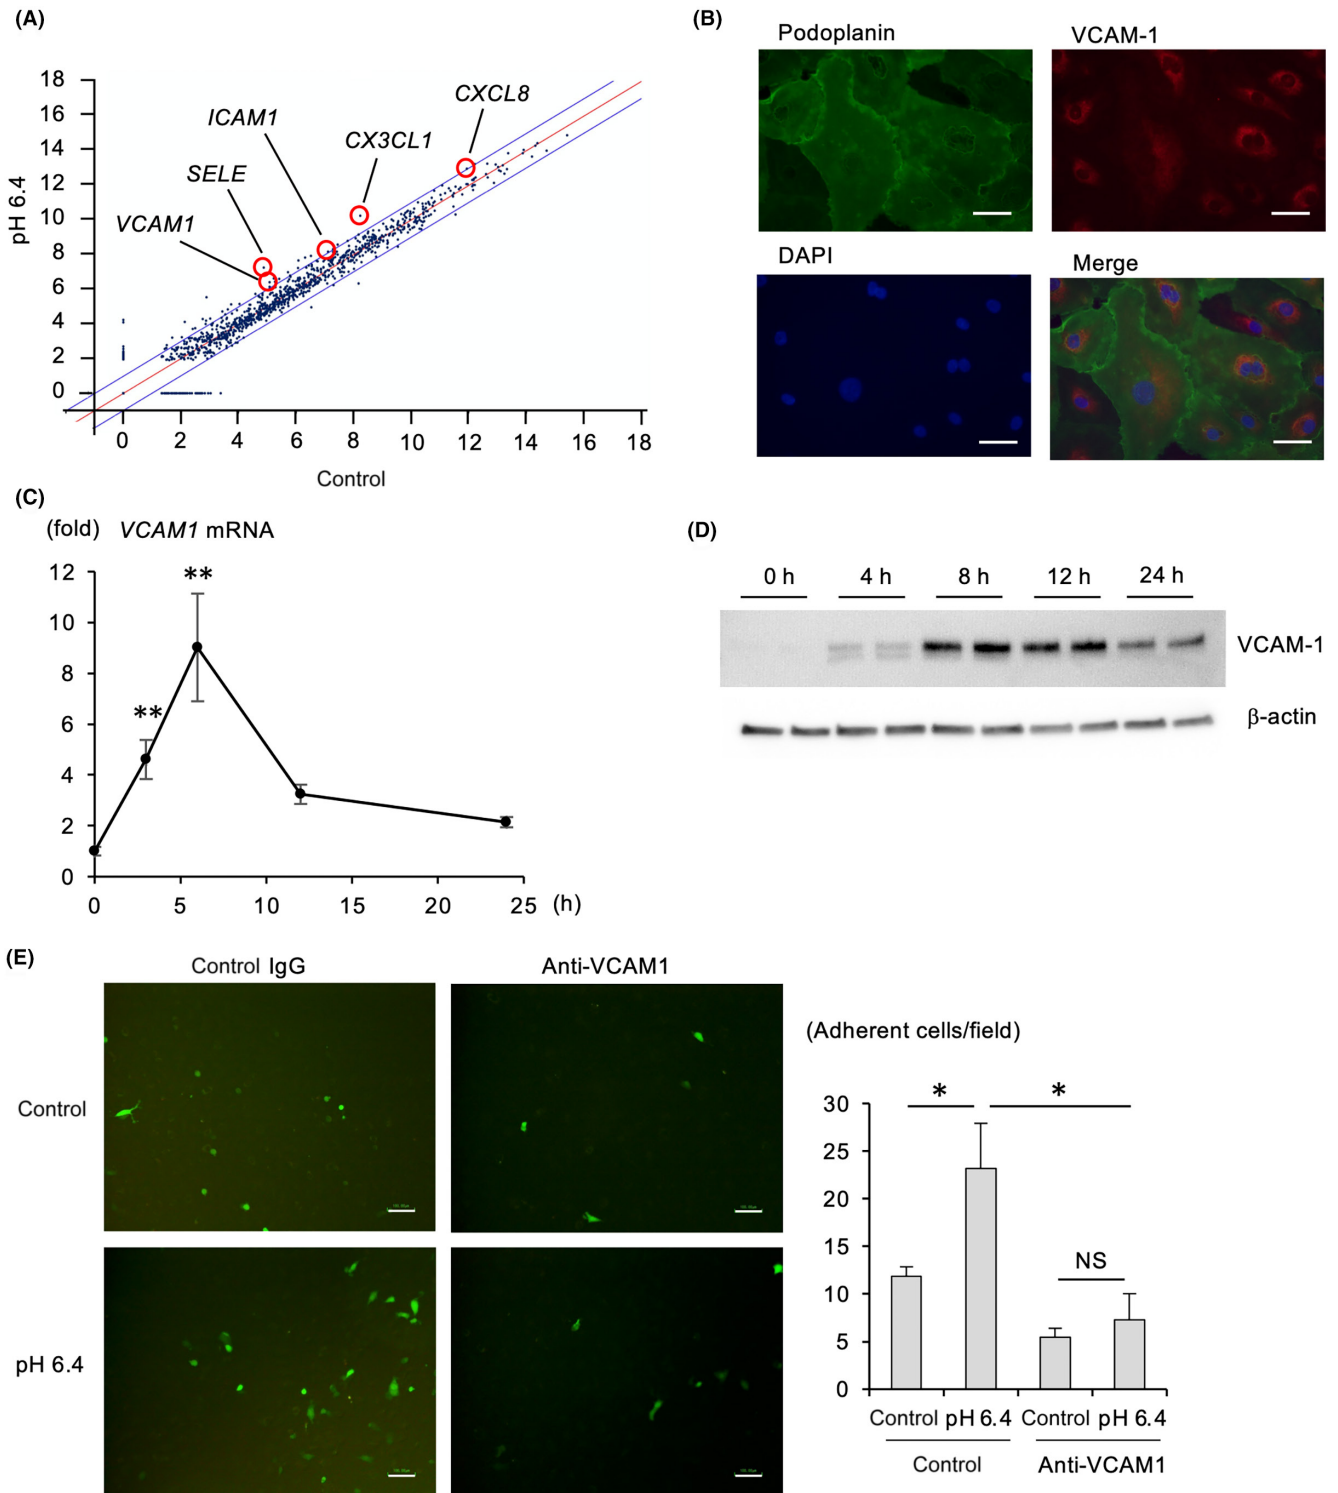 (A)
18
16
14
12
10
8
6
4
2
0
pH 6.4
VCAM1
SELE
ICAM1
CX3CL1
CXCL8
0 2 4 6 8 10 12 14 16 18
Control
(B)
Podoplanin
VCAM-1
DAPI
Merge
(C)
(fold) VCAM1 mRNA
12
10
8
6
4
2
0
**
**
0 5 10 15 20 25 (h)
(D)
0 h 4 h 8 h 12 h 24 h
VCAM-1
β-actin
(E)
Control IgG
Anti-VCAM1
Control
pH 6.4
(Adherent cells/field)
30
25
20
15
10
5
0
* *
NS
Control pH 6.4 Control pH 6.4
Control Anti-VCAM1